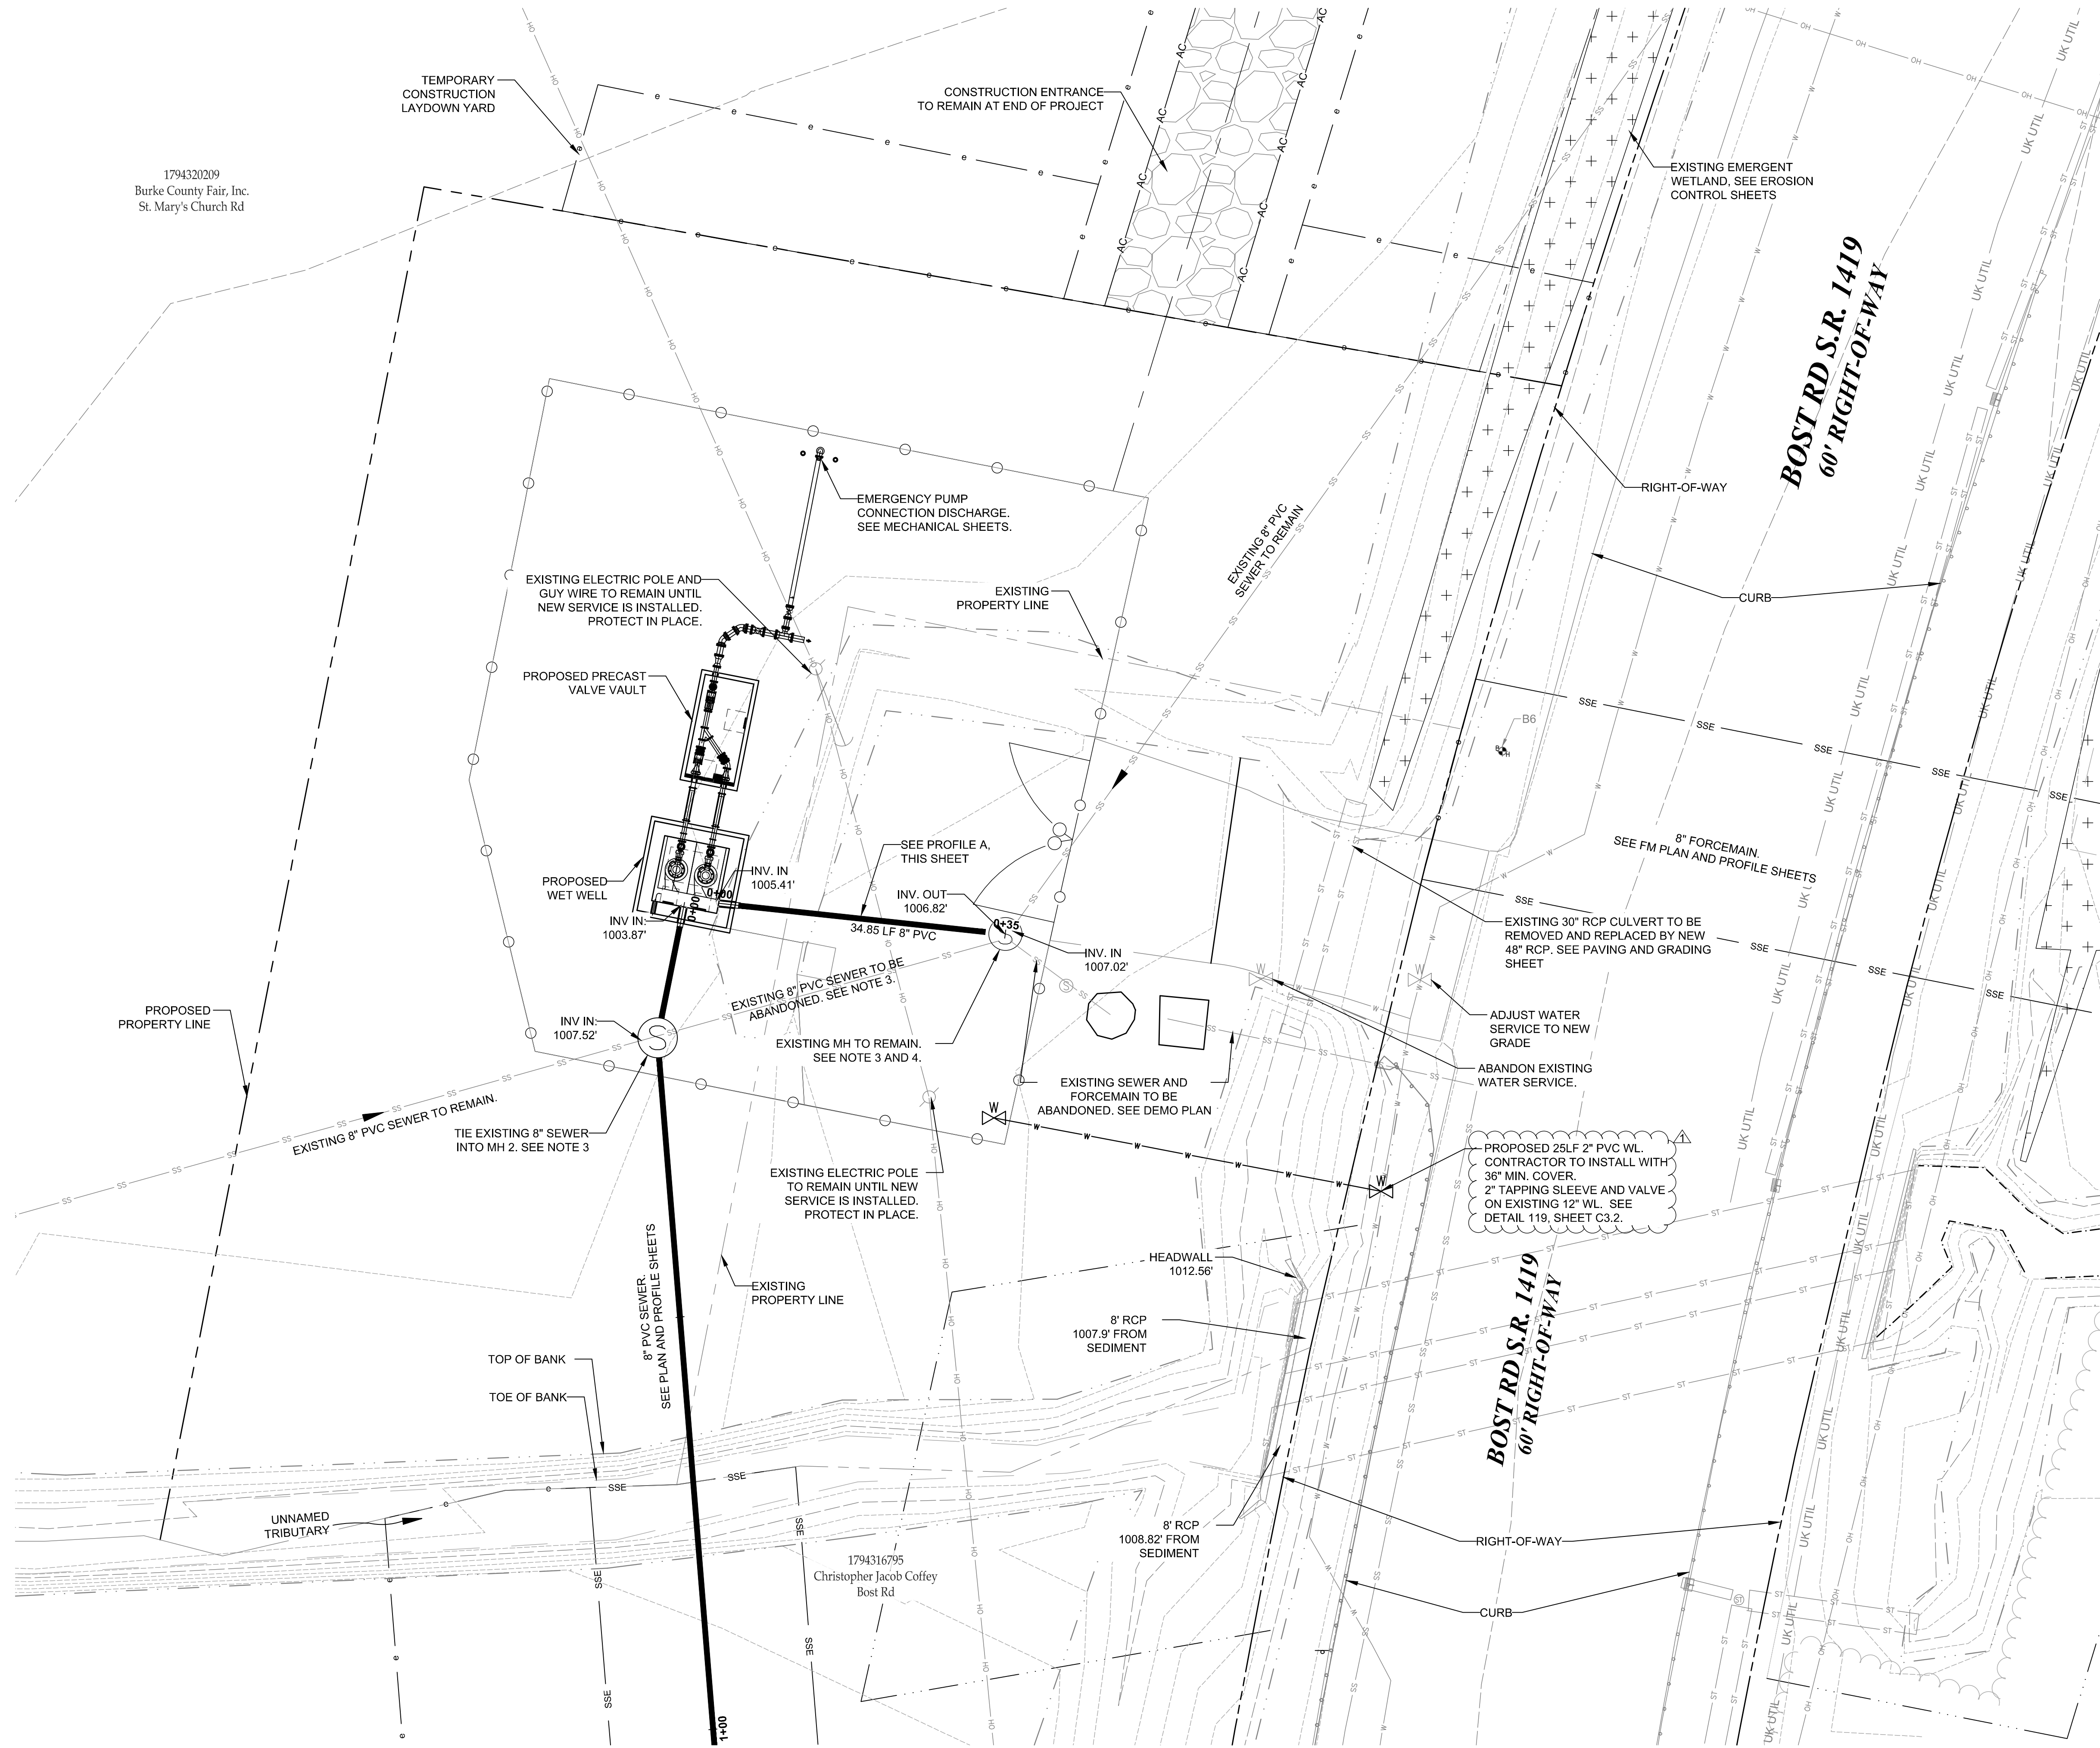 TEMPORARY
CONSTRUCTION
LAYDOWN YARD
CONSTRUCTION ENTRANCE
TO REMAIN AT END OF PROJECT
1794320209
Burke County Fair, Inc.
St. Mary's Church Rd
EXISTING EMERGENT
WETLAND, SEE EROSION
CONTROL SHEETS
BOST RD S.R. 1419
60' RIGHT-OF-WAY
RIGHT-OF-WAY
EMERGENCY PUMP
CONNECTION DISCHARGE.
SEE MECHANICAL SHEETS.
EXISTING 8" PVC
SEWER TO REMAIN
EXISTING ELECTRIC POLE AND
GUY WIRE TO REMAIN UNTIL
NEW SERVICE IS INSTALLED.
PROTECT IN PLACE.
EXISTING
PROPERTY LINE
CURB
PROPOSED PRECAST
VALVE VAULT
B6
SEE PROFILE A,
THIS SHEET
8" FORCEMAIN.
SEE FM PLAN AND PROFILE SHEETS
PROPOSED
WET WELL
INV. IN
1005.41'
0+00
0+00
INV. OUT
1006.82'
INV IN:
1003.87'
34.85 LF 8" PVC
0+35
INV. IN
1007.02'
EXISTING 30" RCP CULVERT TO BE
REMOVED AND REPLACED BY NEW
48" RCP. SEE PAVING AND GRADING
SHEET
EXISTING 8" PVC SEWER TO BE
ABANDONED. SEE NOTE 3.
PROPOSED
PROPERTY LINE
INV IN:
1007.52'
EXISTING MH TO REMAIN.
SEE NOTE 3 AND 4.
ADJUST WATER
SERVICE TO NEW
GRADE
ABANDON EXISTING
WATER SERVICE.
EXISTING SEWER AND
FORCEMAIN TO BE
ABANDONED. SEE DEMO PLAN
EXISTING 8" PVC SEWER TO REMAIN.
TIE EXISTING 8" SEWER
INTO MH 2. SEE NOTE 3
EXISTING ELECTRIC POLE
TO REMAIN UNTIL NEW
SERVICE IS INSTALLED.
PROTECT IN PLACE.
PROPOSED 25LF 2" PVC WL.
CONTRACTOR TO INSTALL WITH
36" MIN. COVER.
2" TAPPING SLEEVE AND VALVE
ON EXISTING 12" WL. SEE
DETAIL 119, SHEET C3.2.
1
HEADWALL
1012.56'
8" PVC SEWER.
SEE PLAN AND PROFILE SHEETS
EXISTING
PROPERTY LINE
BOST RD S.R. 1419
60' RIGHT-OF-WAY
8' RCP
1007.9' FROM
SEDIMENT
TOP OF BANK
TOE OF BANK
UNNAMED
TRIBUTARY
8' RCP
1008.82' FROM
SEDIMENT
RIGHT-OF-WAY
1794316795
Christopher Jacob Coffey
Bost Rd
CURB
1+00